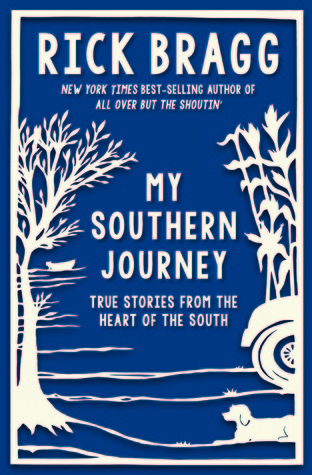 RICK BRAGG
NEW YORK TIMES BEST-SELLING AUTHOR OF
ALL OVER BUT THE SHOUTIN'
MY
SOUTHERN
JOURNEY
TRUE STORIES FROM THE
HEART OF THE SOUTH